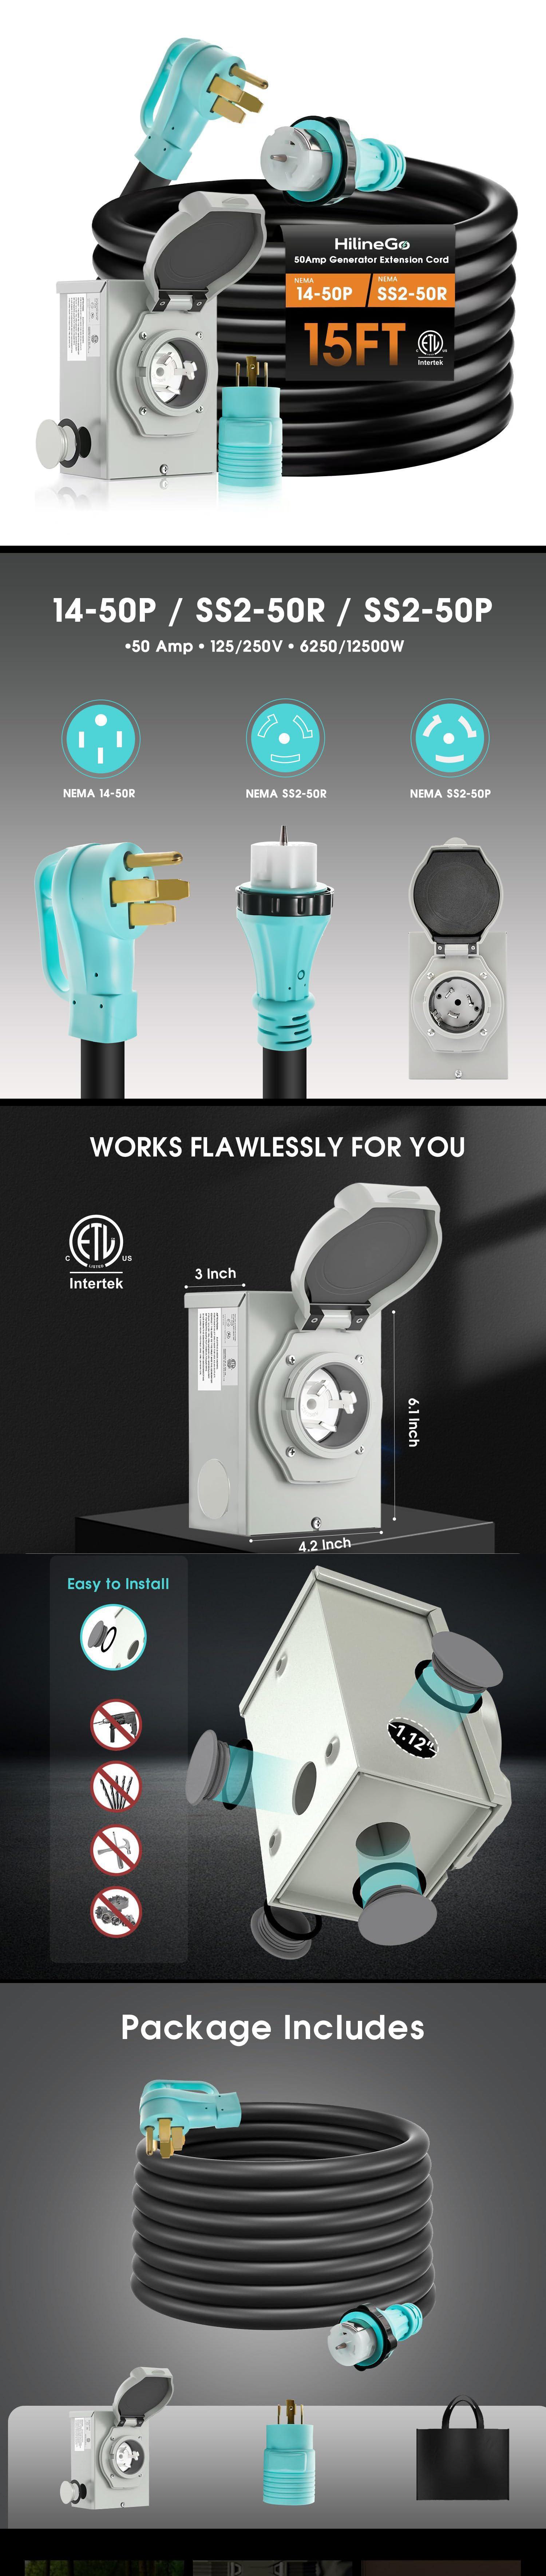 HilineGo
50Amp Generator Extension Cord
NEMA
14-50P
NEMA
SS2-50R
15FT
ETL
C US
Intertek
14-50P / SS2-50R / SS2-50P
•50 Amp • 125/250V • 6250/12500W
NEMA 14-50R
NEMA SS2-50R
NEMA SS2-50P
WORKS FLAWLESSLY FOR YOU
ETL
LISTED
C US
Intertek
3 Inch
6.1 Inch
4.2 Inch
Easy to Install
1.12"
Package Includes